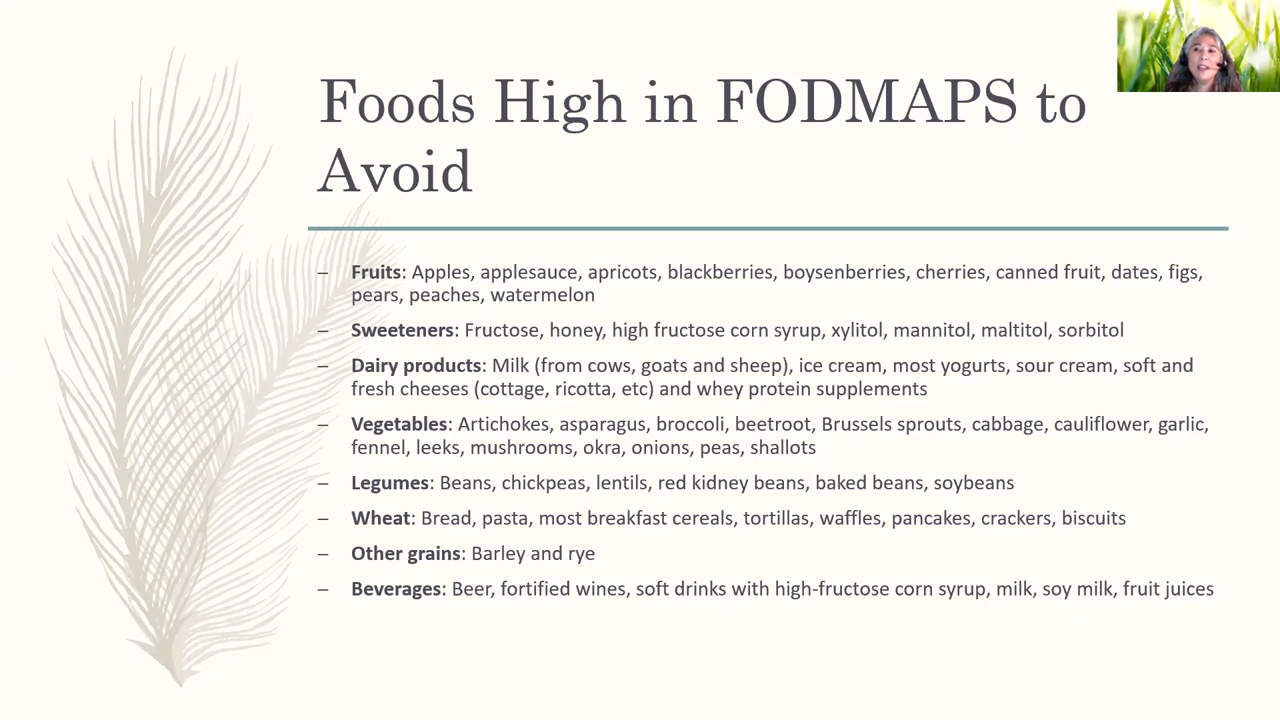 Foods High in FODMAPS to
Avoid
– Fruits: Apples, applesauce, apricots, blackberries, boysenberries, cherries, canned fruit, dates, figs,
pears, peaches, watermelon
– Sweeteners: Fructose, honey, high fructose corn syrup, xylitol, mannitol, maltitol, sorbitol
– Dairy products: Milk (from cows, goats and sheep), ice cream, most yogurts, sour cream, soft and
fresh cheeses (cottage, ricotta, etc) and whey protein supplements
– Vegetables: Artichokes, asparagus, broccoli, beetroot, Brussels sprouts, cabbage, cauliflower, garlic,
fennel, leeks, mushrooms, okra, onions, peas, shallots
– Legumes: Beans, chickpeas, lentils, red kidney beans, baked beans, soybeans
– Wheat: Bread, pasta, most breakfast cereals, tortillas, waffles, pancakes, crackers, biscuits
– Other grains: Barley and rye
– Beverages: Beer, fortified wines, soft drinks with high-fructose corn syrup, milk, soy milk, fruit juices